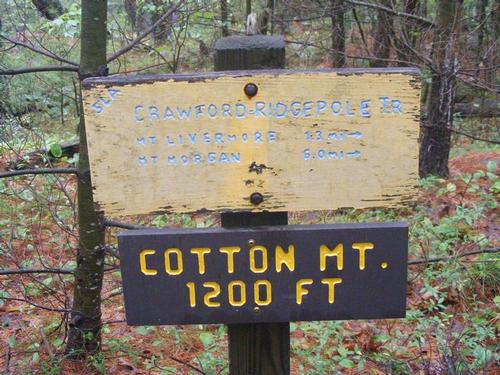 SLA
CRAWFORD-RIDGEPOLE TR
MT LIVERMORE 1.3 mi→
MT MORGAN 6.0 mi→
COTTON MT.
1200 FT